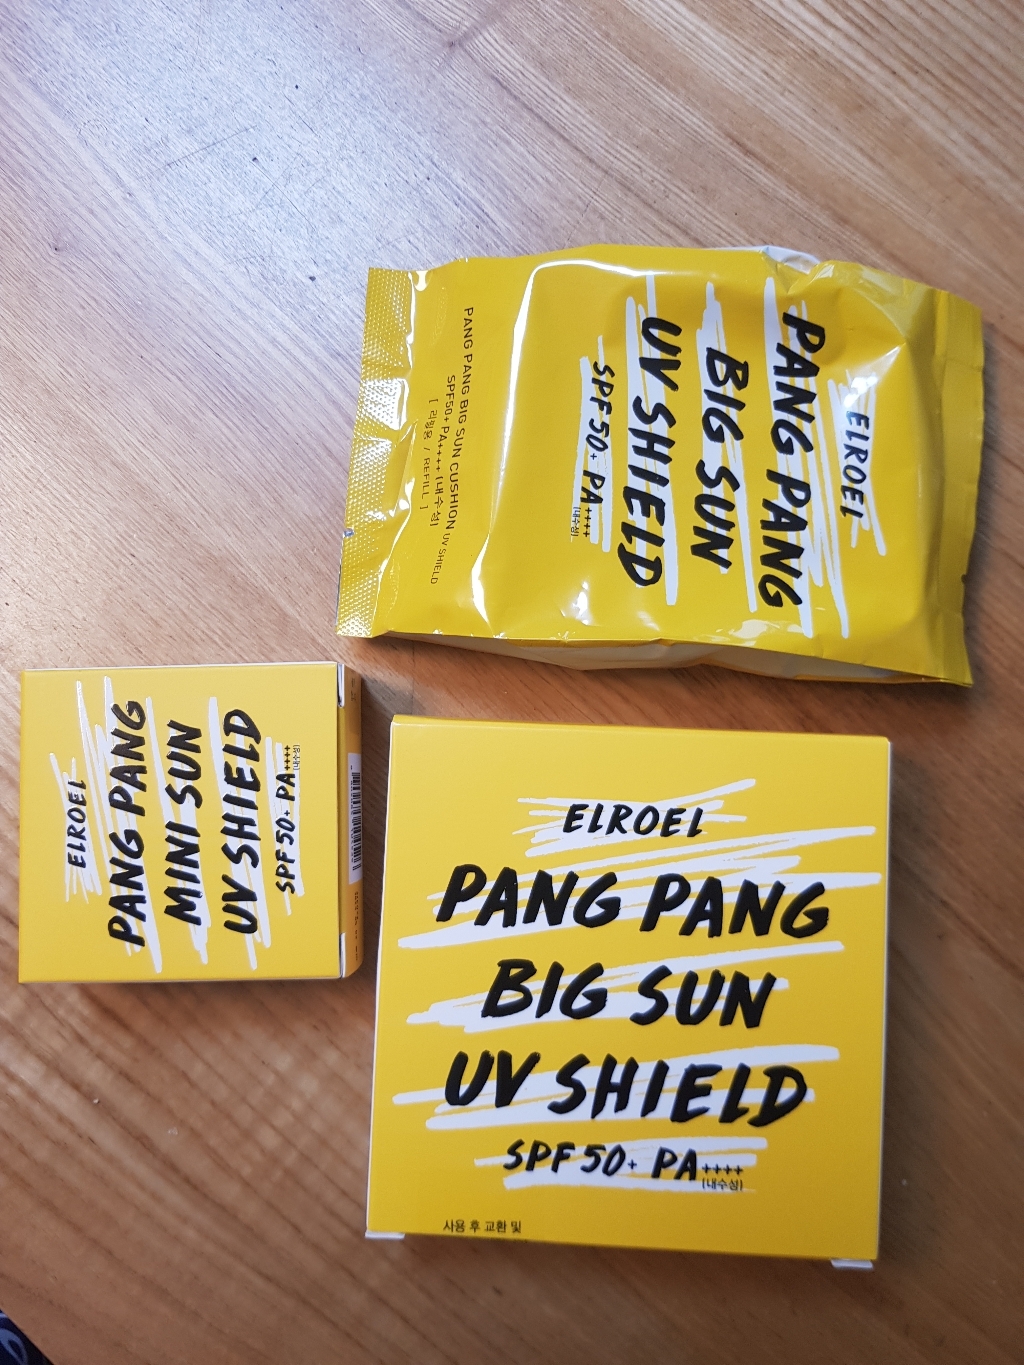 ELROEL
PANG PANG
BIG SUN
UV SHIELD
SPF 50+ PA++++
[내수성]
PANG PANG BIG SUN CUSHION UV SHIELD
SPF50+ PA++++ [내수성]
[ 리필용 / REFILL ]
ELROEL
PANG PANG
MINI SUN
UV SHIELD
SPF 50+ PA++++
[내수성]
ELROEL
PANG PANG
BIG SUN
UV SHIELD
SPF 50+ PA++++
[내수성]
사용 후 교환 및